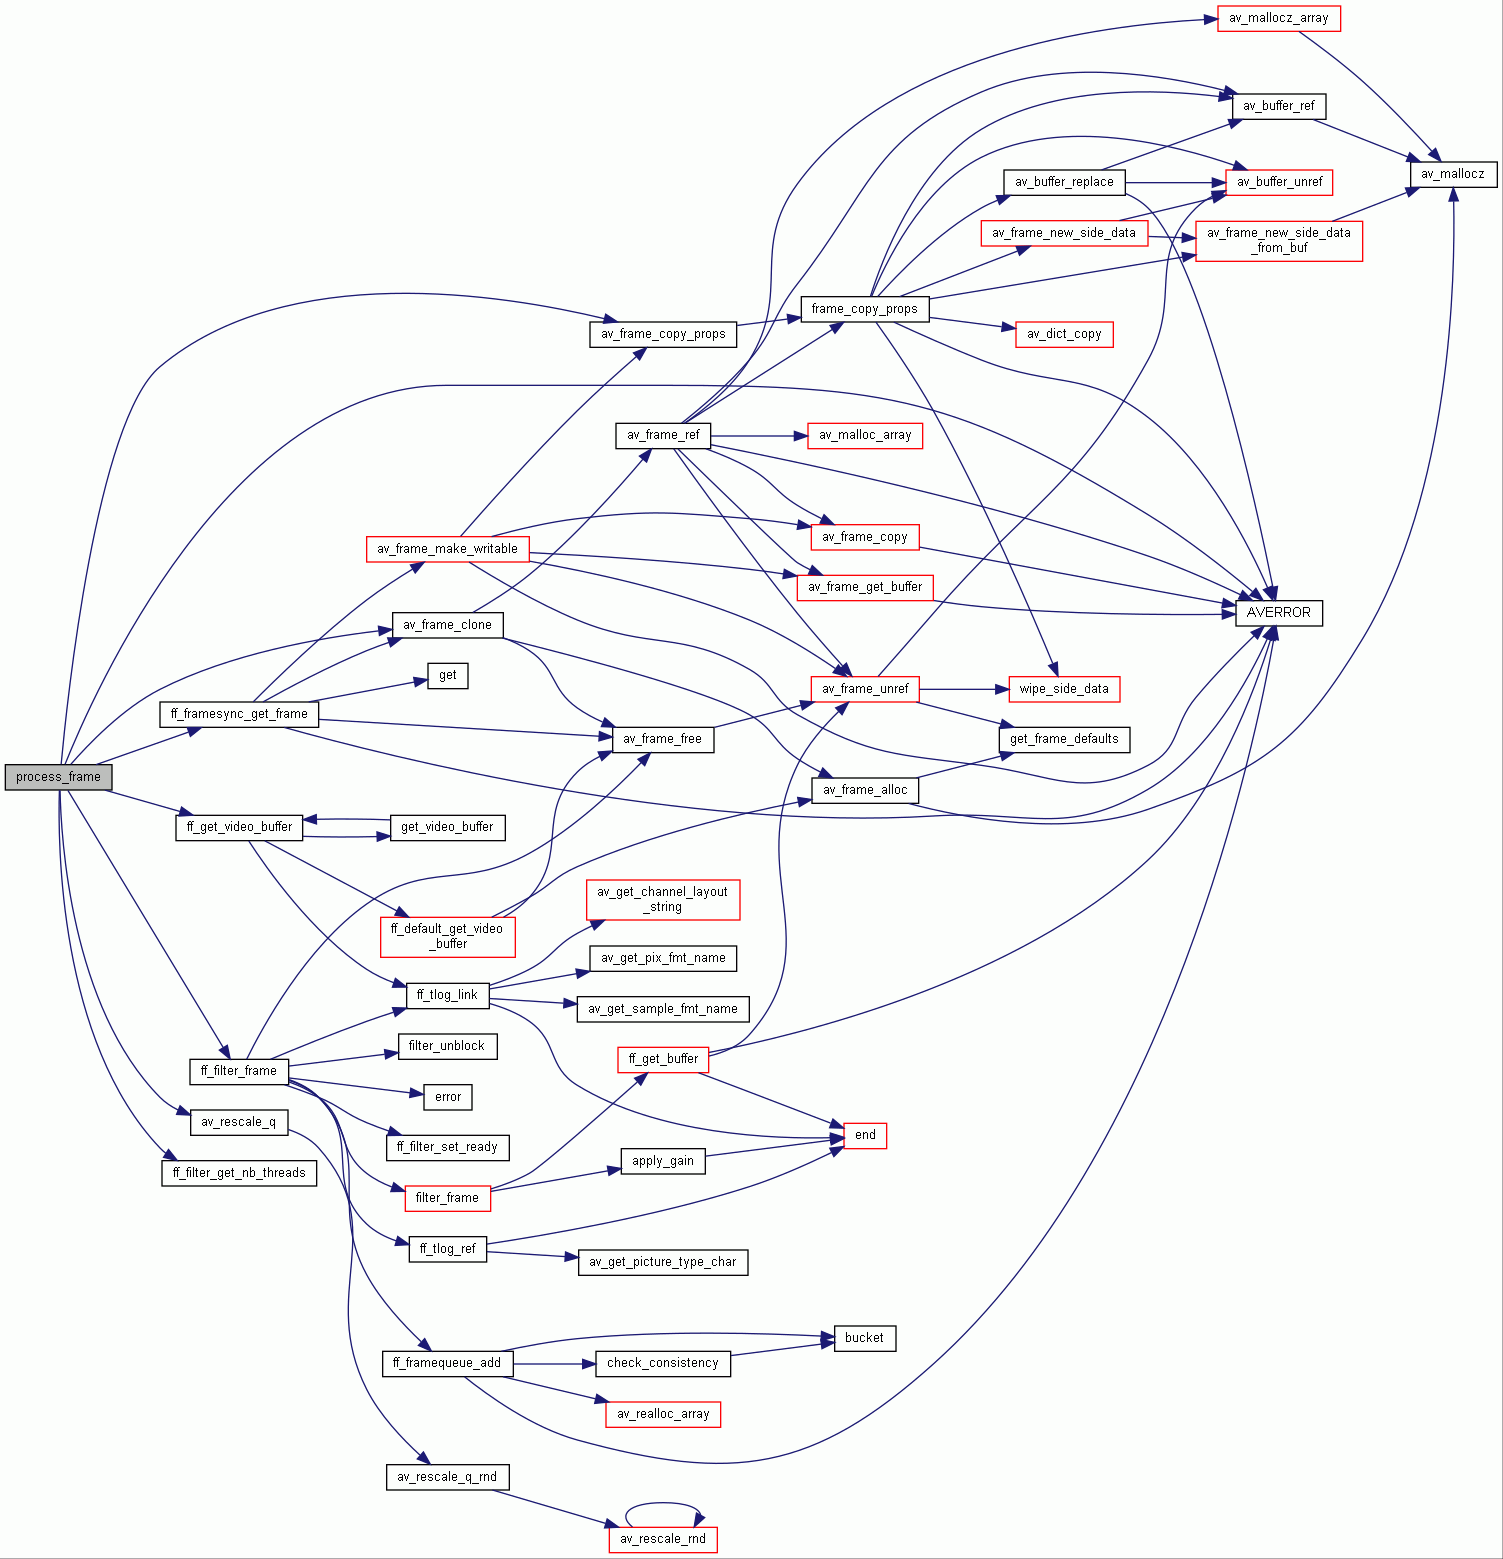 av_mallocz_array
av_buffer_ref
av_mallocz
av_buffer_replace
av_buffer_unref
av_frame_new_side_data
av_frame_new_side_data
_from_buf
frame_copy_props
av_frame_copy_props
av_dict_copy
av_frame_ref
av_malloc_array
av_frame_copy
av_frame_make_writable
av_frame_get_buffer
AVERROR
av_frame_clone
get
av_frame_unref
wipe_side_data
ff_framesync_get_frame
av_frame_free
get_frame_defaults
process_frame
av_frame_alloc
ff_get_video_buffer
get_video_buffer
av_get_channel_layout
_string
ff_default_get_video
_buffer
av_get_pix_fmt_name
ff_tlog_link
av_get_sample_fmt_name
filter_unblock
ff_get_buffer
ff_filter_frame
error
av_rescale_q
end
ff_filter_set_ready
apply_gain
ff_filter_get_nb_threads
filter_frame
ff_tlog_ref
av_get_picture_type_char
bucket
ff_framequeue_add
check_consistency
av_realloc_array
av_rescale_q_rnd
av_rescale_rnd